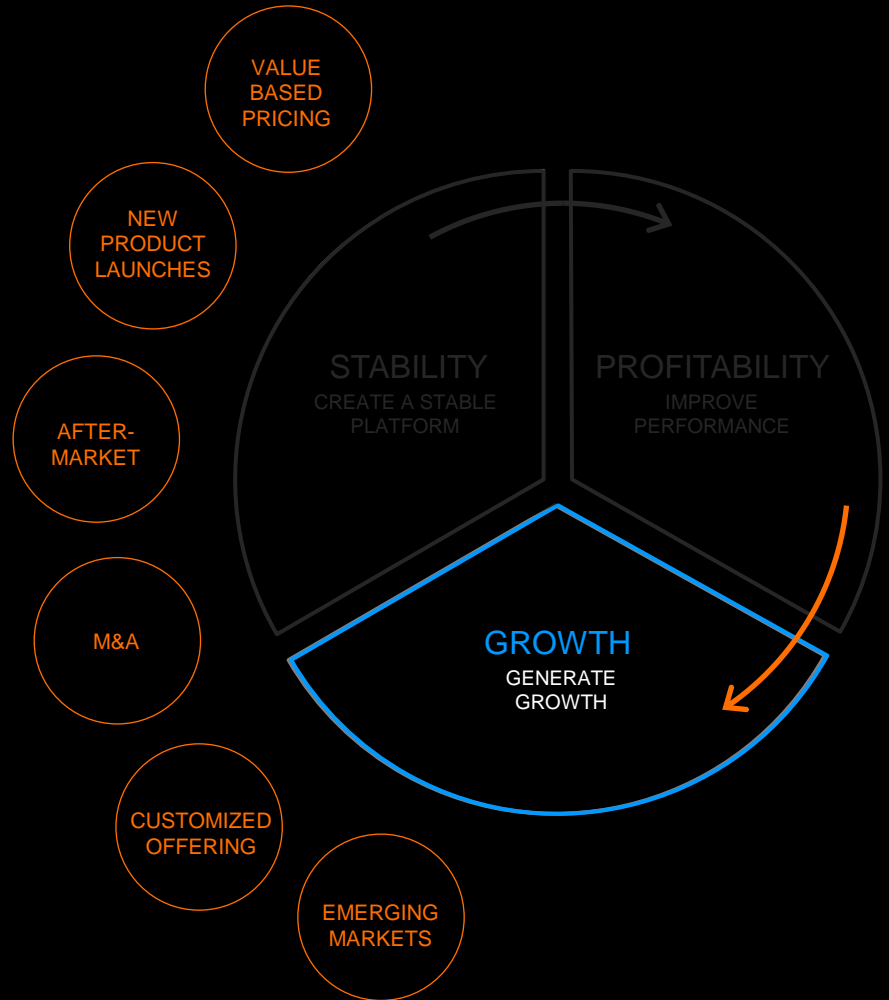 VALUE
BASED
PRICING
NEW
PRODUCT
LAUNCHES
AFTER-
MARKET
M&A
CUSTOMIZED
OFFERING
EMERGING
MARKETS
STABILITY
CREATE A STABLE
PLATFORM
PROFITABILITY
IMPROVE
PERFORMANCE
GROWTH
GENERATE
GROWTH